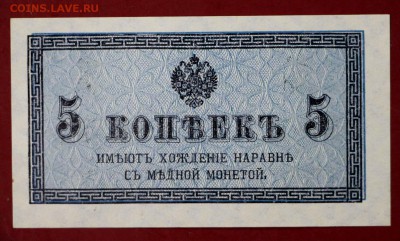 COINS.LAVE.RU
5 КОПѢЕКЪ 5
ИМѢЮТЪ ХОЖДЕНІЕ НАРАВНѢ
СЪ МѢДНОЙ МОНЕТОЙ.